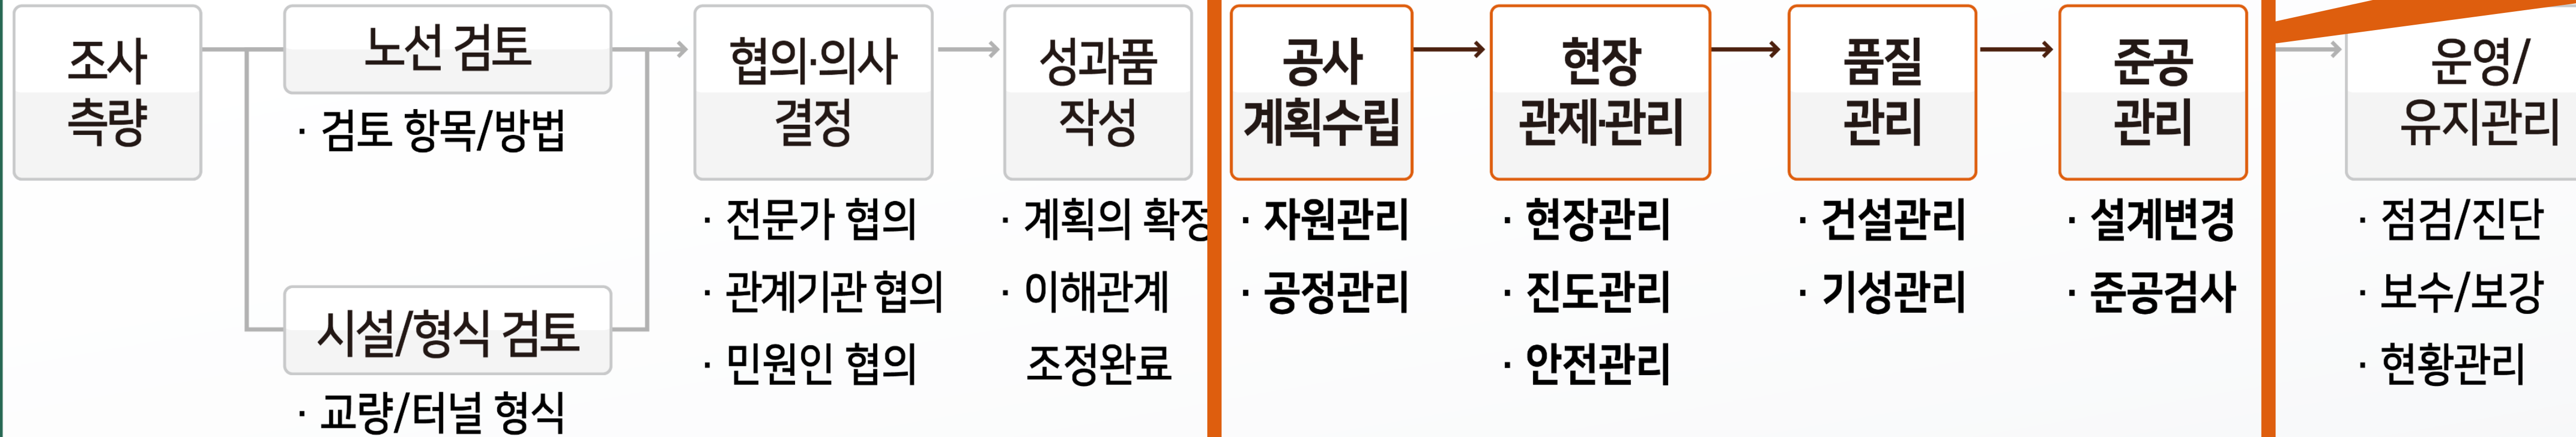 조사
측량
노선 검토
· 검토 항목/방법
시설/형식 검토
· 교량/터널 형식
협의·의사
결정
· 전문가 협의
· 관계기관 협의
· 민원인 협의
성과품
작성
· 계획의 확정
· 이해관계
조정완료
공사
계획수립
· 자원관리
· 공정관리
현장
관제·관리
· 현장관리
· 진도관리
· 안전관리
품질
관리
· 건설관리
· 기성관리
준공
관리
· 설계변경
· 준공검사
운영/
유지관리
· 점검/진단
· 보수/보강
· 현황관리